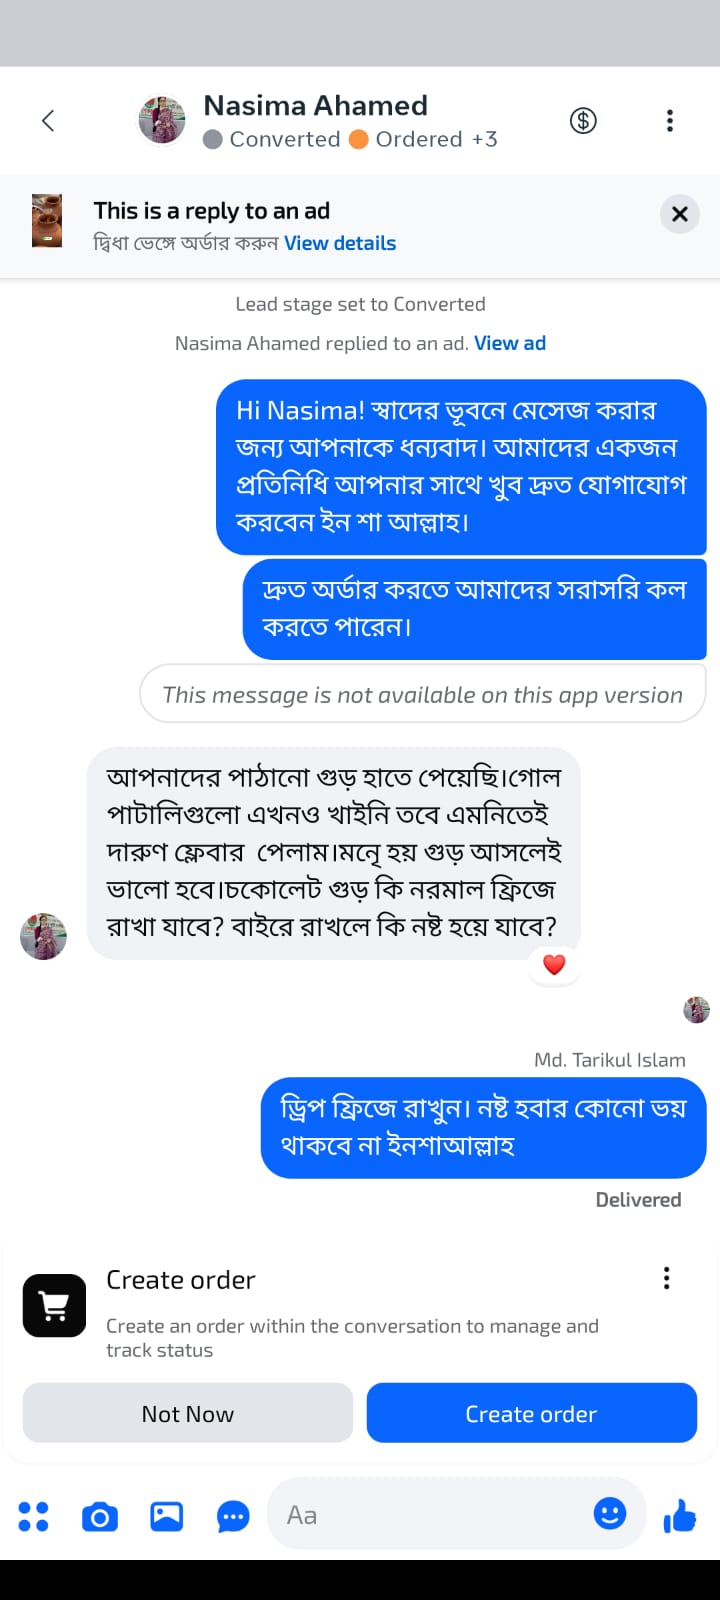 Nasima Ahamed
Converted Ordered +3
This is a reply to an ad
দ্বিধা ভেঙ্গে অর্ডার করুন View details
Lead stage set to Converted
Nasima Ahamed replied to an ad. View ad
Hi Nasima! স্বাদের ভূবনে মেসেজ করার
জন্য আপনাকে ধন্যবাদ। আমাদের একজন
প্রতিনিধি আপনার সাথে খুব দ্রুত যোগাযোগ
করবেন ইন শা আল্লাহ।
দ্রুত অর্ডার করতে আমাদের সরাসরি কল
করতে পারেন।
This message is not available on this app version
আপনাদের পাঠানো গুড় হাতে পেয়েছি।গোল
পাটালিগুলো এখনও খাইনি তবে এমনিতেই
দারুণ ফ্লেবার পেলাম।মনেৃ হয় গুড় আসলেই
ভালো হবে।চকোলেট গুড় কি নরমাল ফ্রিজে
রাখা যাবে? বাইরে রাখলে কি নষ্ট হয়ে যাবে?
Md. Tarikul Islam
ড্রিপ ফ্রিজে রাখুন। নষ্ট হবার কোনো ভয়
থাকবে না ইনশাআল্লাহ
Delivered
Create order
Create an order within the conversation to manage and
track status
Not Now
Create order
Aa